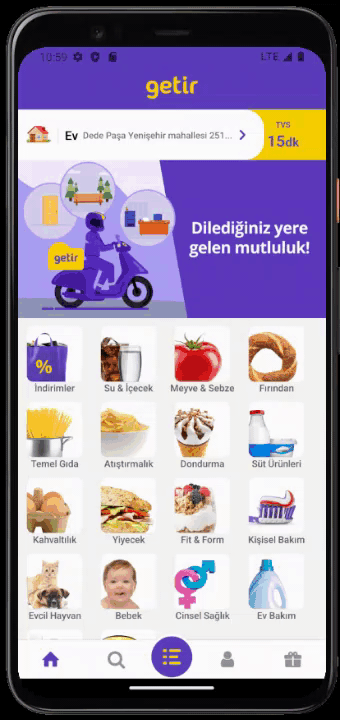 10:59
LTE
getir
Ev Dede Paşa Yenişehir mahallesi 251...
TVS
15dk
getir
Dilediğiniz yere
gelen mutluluk!
%
İndirimler
Su & İçecek
Meyve & Sebze
Fırından
Temel Gıda
Atıştırmalık
Dondurma
Süt Ürünleri
Kahvaltılık
Yiyecek
Fit & Form
Kişisel Bakım
Evcil Hayvan
Bebek
Cinsel Sağlık
Ev Bakım